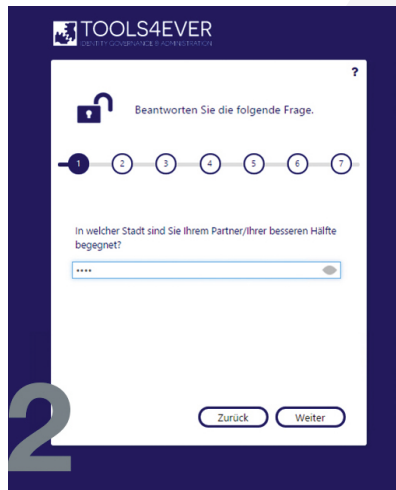 TOOLS4EVER
IDENTITY GOVERNANCE & ADMINISTRATION
?
Beantworten Sie die folgende Frage.
1 2 3 4 5 6 7
In welcher Stadt sind Sie Ihrem Partner/Ihrer besseren Hälfte
begegnet?
••••
Zurück Weiter
2